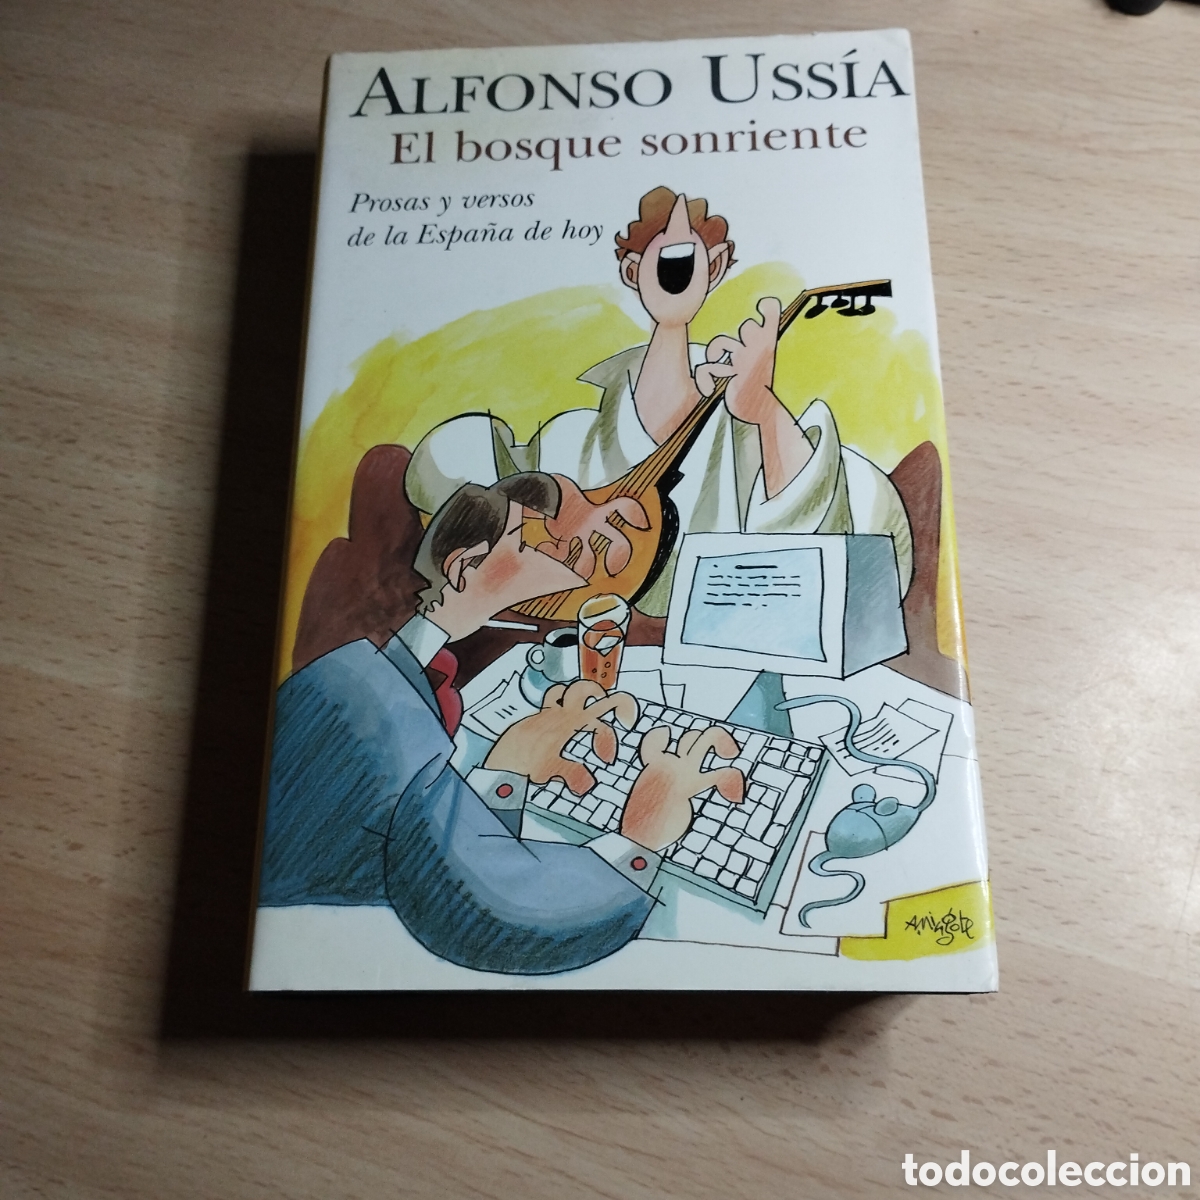 ALFONSO USSÍA
El bosque sonriente
Prosas y versos
de la España de hoy
todocoleccion